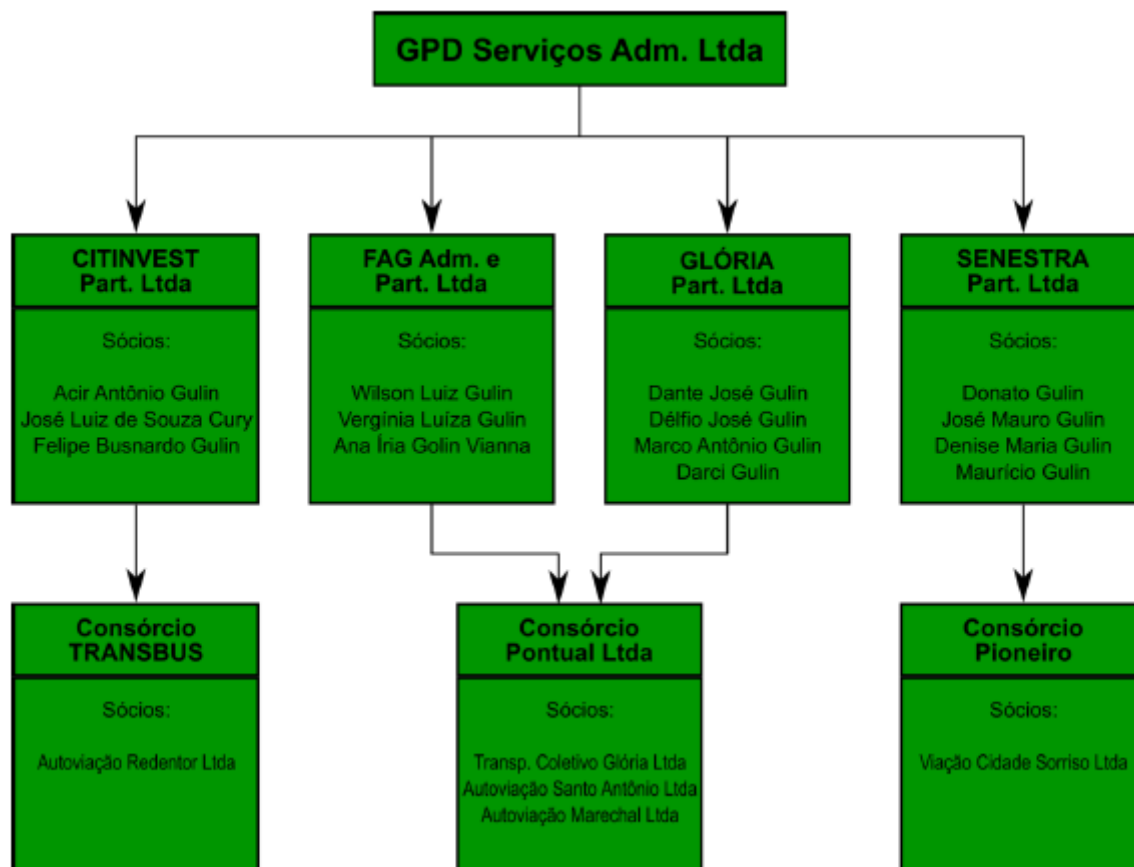 GPD Serviços Adm. Ltda
CITINVEST
Part. Ltda
Sócios:
Acir Antônio Gulin
José Luiz de Souza Cury
Felipe Busnardo Gulin
FAG Adm. e
Part. Ltda
Sócios:
Wilson Luiz Gulin
Vergínia Luíza Gulin
Ana Íria Golin Vianna
GLÓRIA
Part. Ltda
Sócios:
Dante José Gulin
Délfio José Gulin
Marco Antônio Gulin
Darci Gulin
SENESTRA
Part. Ltda
Sócios:
Donato Gulin
José Mauro Gulin
Denise Maria Gulin
Maurício Gulin
Consórcio
TRANSBUS
Sócios:
Autoviação Redentor Ltda
Consórcio
Pontual Ltda
Sócios:
Transp. Coletivo Glória Ltda
Autoviação Santo Antônio Ltda
Autoviação Marechal Ltda
Consórcio
Pioneiro
Sócios:
Viação Cidade Sorriso Ltda